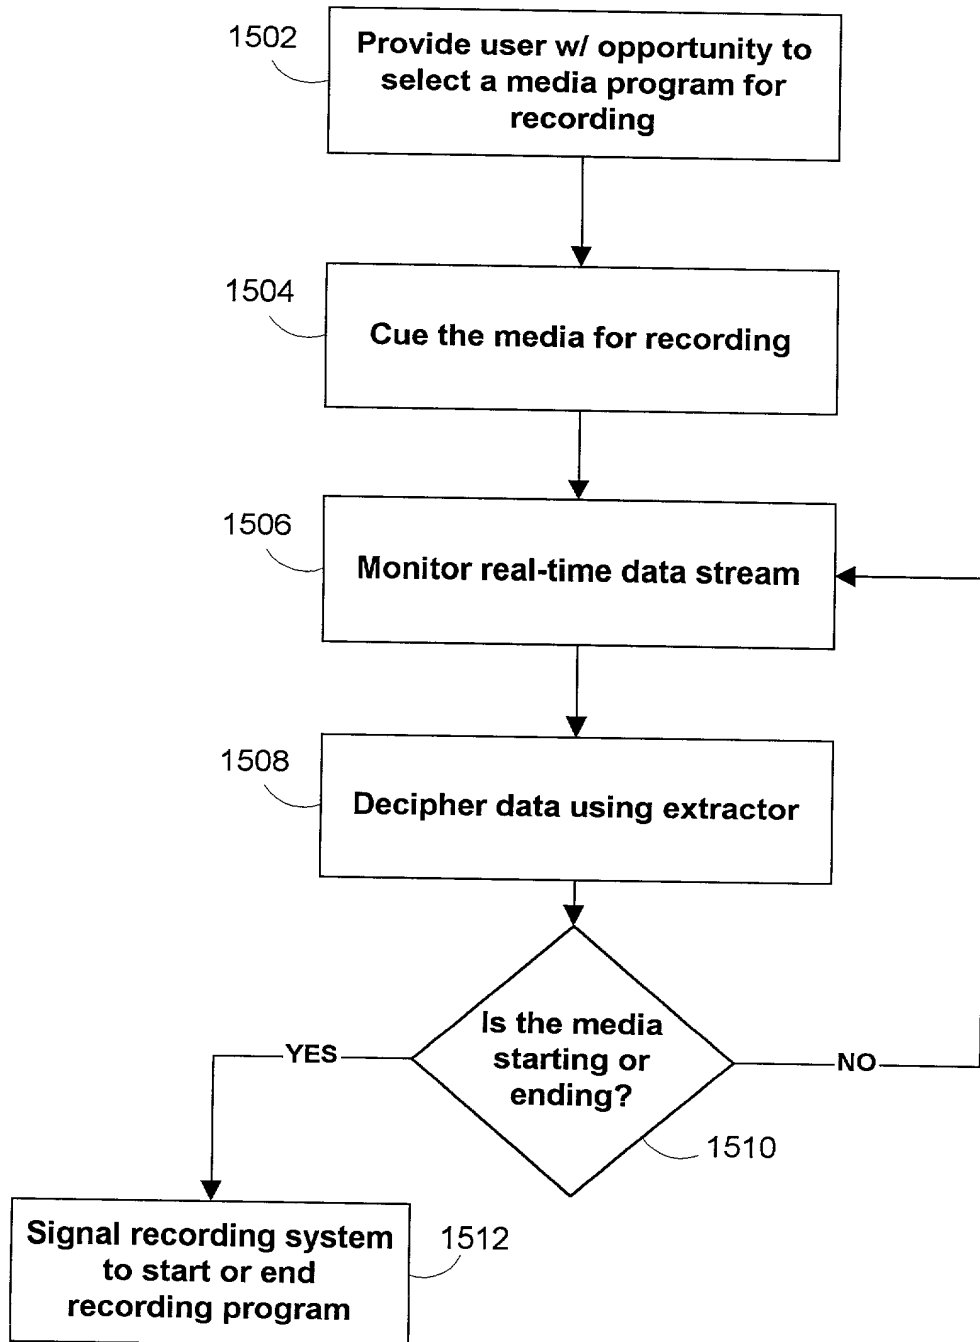 1502
Provide user w/ opportunity to
select a media program for
recording
1504
Cue the media for recording
1506
Monitor real-time data stream
1508
Decipher data using extractor
Is the media
starting or
ending?
YES
NO
1510
Signal recording system
to start or end
recording program
1512